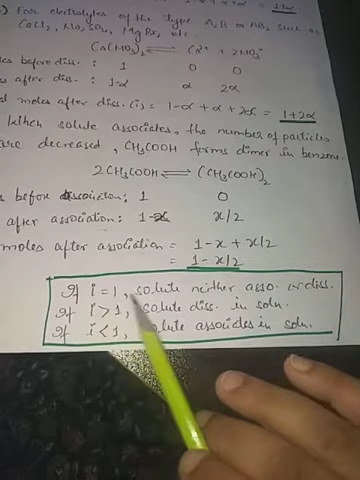 For electrolytes of the type A2B or AB2 such as
CaCl2, Na2SO4, MgBr2 etc.
Ca(NO3)2 ⇌ Ca2+ + 2NO3-
les before diss. : 1 0 0
es after diss. : 1-α α 2α
moles after diss. (i) = 1-α + α + 2α = 1+2α
When solute associates, the number of particles
are decreased, CH3COOH forms dimer in benzene.
2CH3COOH ⇌ (CH3COOH)2
before association: 1 0
after association: 1-x x/2
moles after association = 1-x + x/2
= 1-x/2
If i=1, solute neither asso. or diss.
If i>1, solute diss. in soln.
If i<1, solute associates in soln.